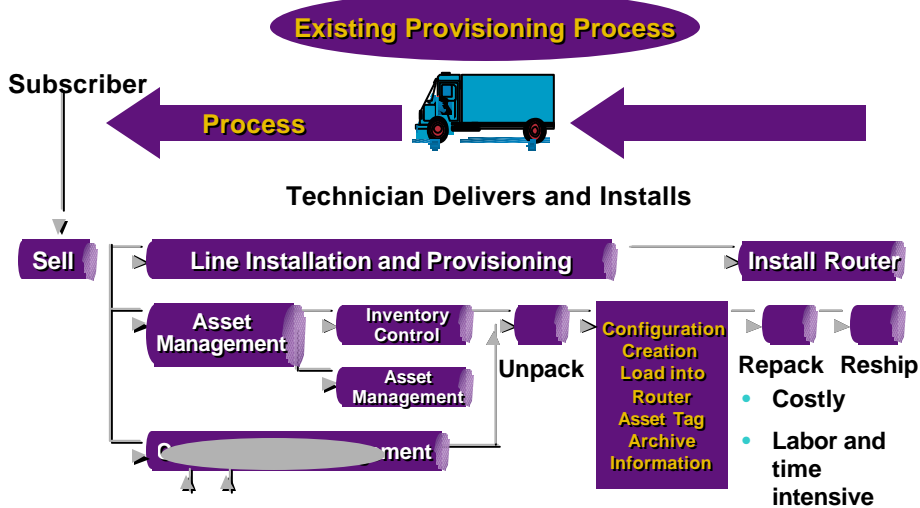 Existing Provisioning Process
Subscriber
Process
Technician Delivers and Installs
Sell
Line Installation and Provisioning
Install Router
Asset
Management
Inventory
Control
Asset
Management
Unpack
Configuration
Creation
Load into
Router
Asset Tag
Archive
Information
Repack
Reship
• Costly
• Labor and
time
intensive